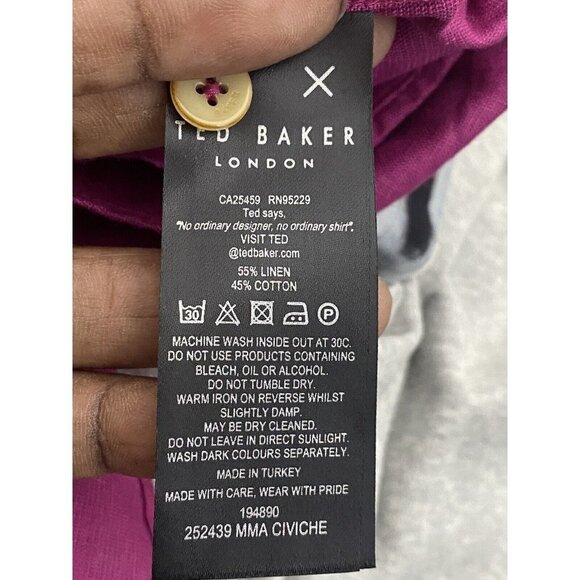 TED BAKER
LONDON
CA25459 RN95229
Ted says,
"No ordinary designer, no ordinary shirt".
VISIT TED
@tedbaker.com
55% LINEN
45% COTTON
30 P
MACHINE WASH INSIDE OUT AT 30C.
DO NOT USE PRODUCTS CONTAINING
BLEACH, OIL OR ALCOHOL.
DO NOT TUMBLE DRY.
WARM IRON ON REVERSE WHILST
SLIGHTLY DAMP.
MAY BE DRY CLEANED.
DO NOT LEAVE IN DIRECT SUNLIGHT.
WASH DARK COLOURS SEPARATELY.
MADE IN TURKEY
MADE WITH CARE, WEAR WITH PRIDE
194890
252439 MMA CIVICHE